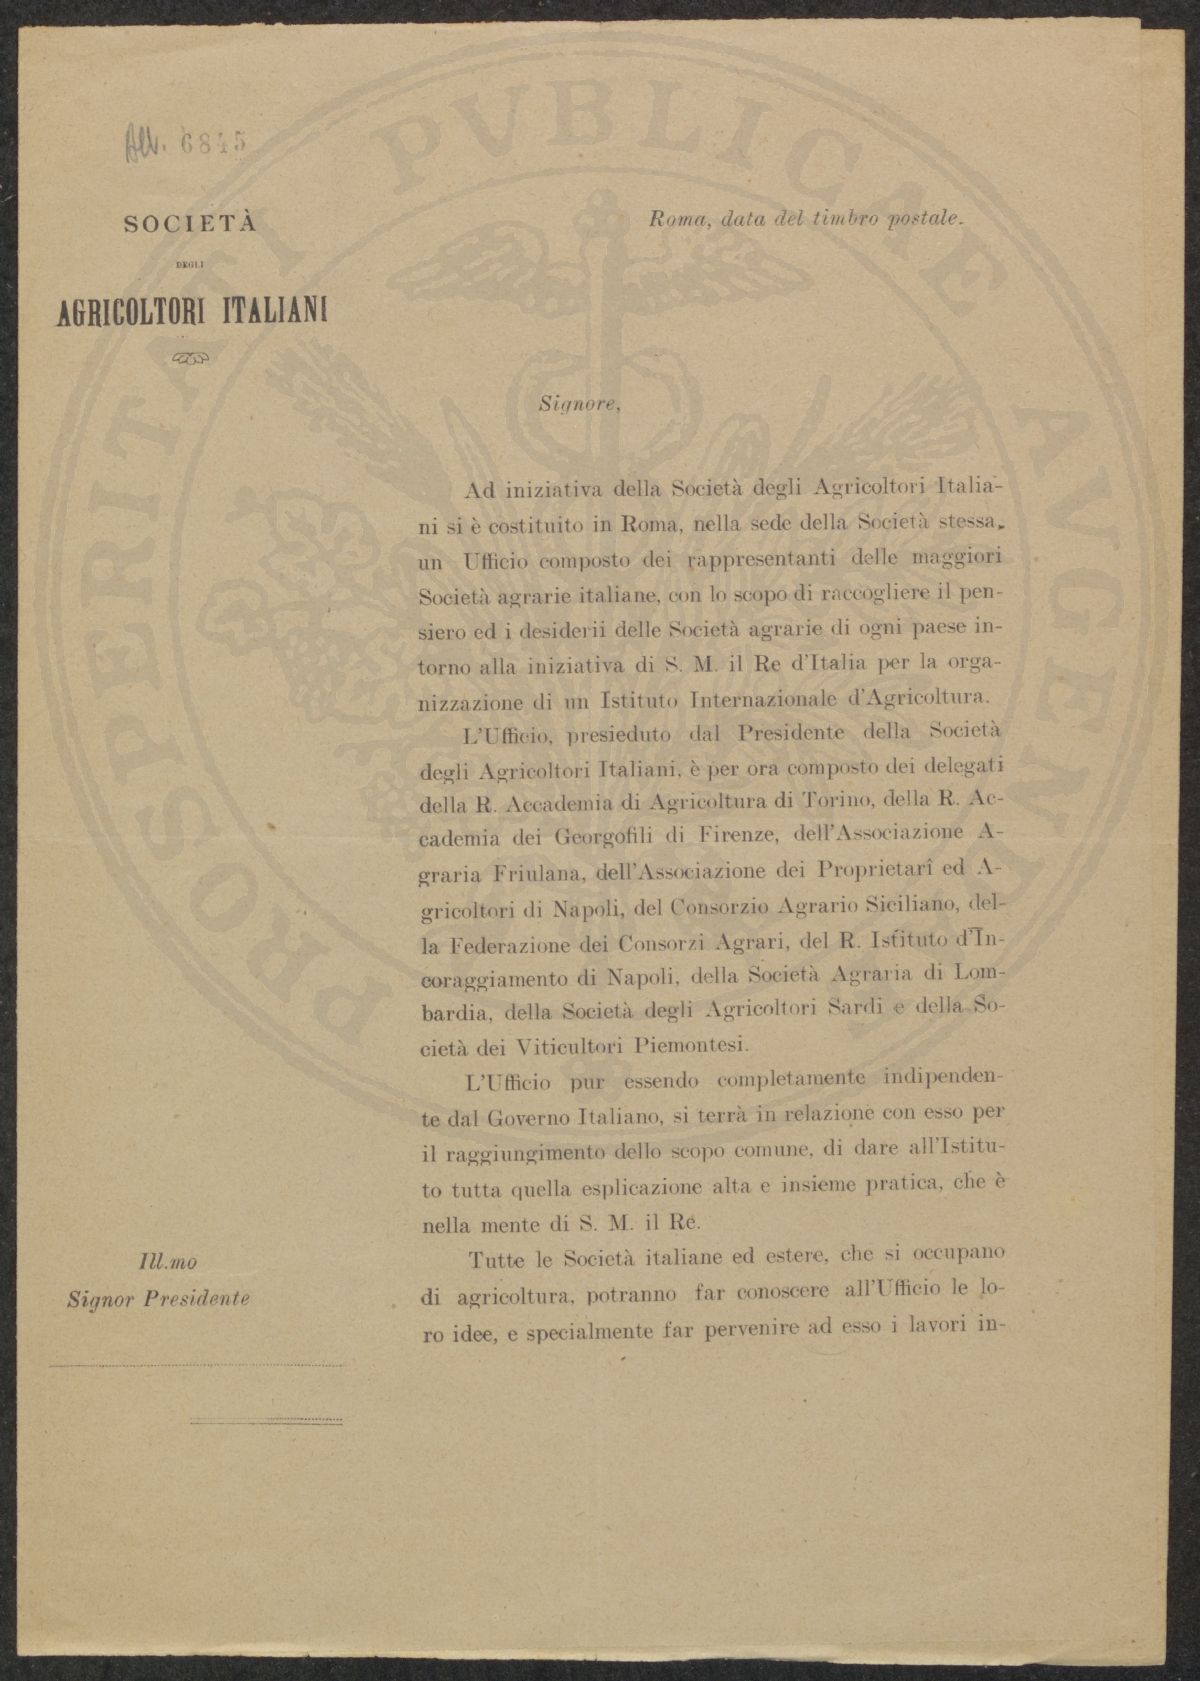 All. 6845
SOCIETÀ
DEGLI
AGRICOLTORI ITALIANI
Roma, data del timbro postale.
Signore,
Ad iniziativa della Società degli Agricoltori Italia-
ni si è costituito in Roma, nella sede della Società stessa,
un Ufficio composto dei rappresentanti delle maggiori
Società agrarie italiane, con lo scopo di raccogliere il pen-
siero ed i desiderii delle Società agrarie di ogni paese in-
torno alla iniziativa di S. M. il Re d'Italia per la orga-
nizzazione di un Istituto Internazionale d'Agricoltura.
L'Ufficio, presieduto dal Presidente della Società
degli Agricoltori Italiani, è per ora composto dei delegati
della R. Accademia di Agricoltura di Torino, della R. Ac-
cademia dei Georgofili di Firenze, dell'Associazione A-
graria Friulana, dell'Associazione dei Proprietarî ed A-
gricoltori di Napoli, del Consorzio Agrario Siciliano, del-
la Federazione dei Consorzi Agrari, del R. Istituto d'In-
coraggiamento di Napoli, della Società Agraria di Lom-
bardia, della Società degli Agricoltori Sardi e della So-
cietà dei Viticultori Piemontesi.
L'Ufficio pur essendo completamente indipenden-
te dal Governo Italiano, si terrà in relazione con esso per
il raggiungimento dello scopo comune, di dare all'Istitu-
to tutta quella esplicazione alta e insieme pratica, che è
nella mente di S. M. il Re.
Tutte le Società italiane ed estere, che si occupano
di agricoltura, potranno far conoscere all'Ufficio le lo-
ro idee, e specialmente far pervenire ad esso i lavori in-
Ill.mo
Signor Presidente
PROSPERITATI PVBLICAE AVGENDAE